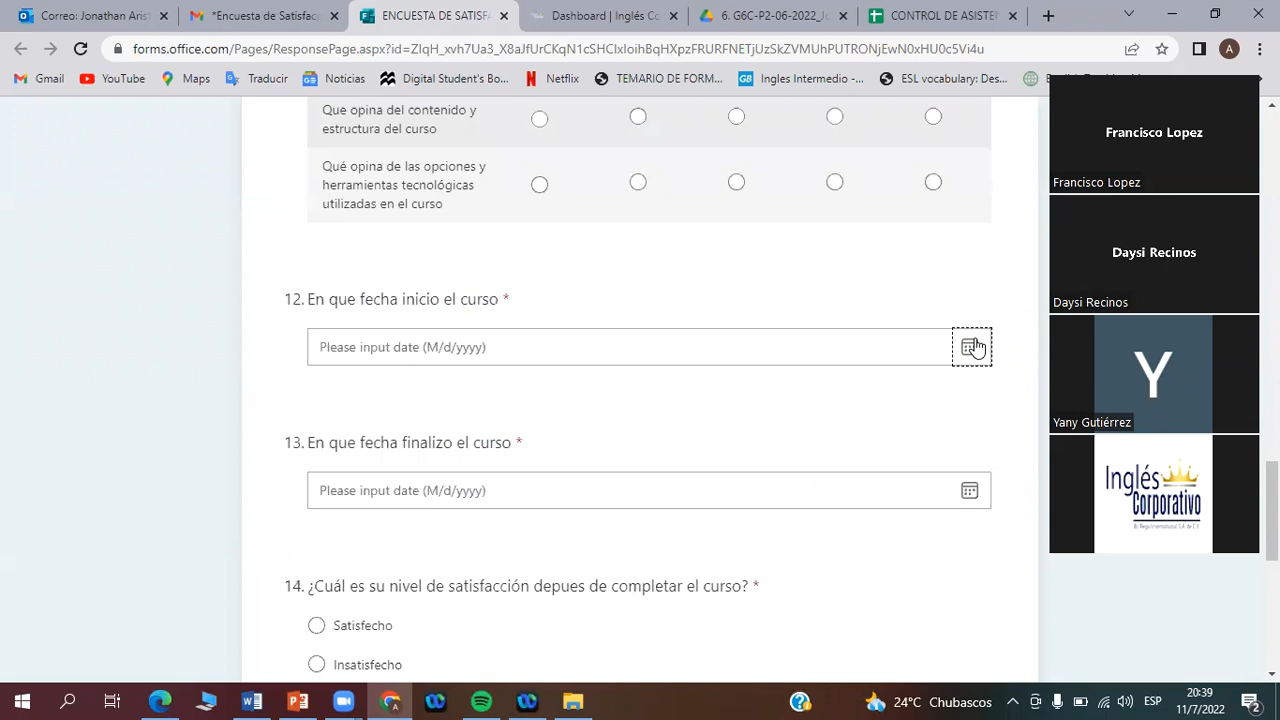 Correo: Jonathan Arist
*Encuesta de Satisfacc
ENCUESTA DE SATISFA
Dashboard | Inglés Co
6. G6C-P2-06-2022_Jo
CONTROL DE ASISTEN
forms.office.com/Pages/ResponsePage.aspx?id=ZIqH_xvh7Ua3_X8aJfUrCKqN1cSHClxIoihBqHXpzFRURFNETjUzSkZVMUhPUTRONjEwN0xHU0c5Vi4u
A
Gmail
YouTube
Maps
Traducir
Noticias
Digital Student's Bo...
Netflix
TEMARIO DE FORM...
Ingles Intermedio -...
ESL vocabulary: Des...
Que opina del contenido y
estructura del curso
Qué opina de las opciones y
herramientas tecnológicas
utilizadas en el curso
12. En que fecha inicio el curso *
Please input date (M/d/yyyy)
13. En que fecha finalizo el curso *
Please input date (M/d/yyyy)
14. ¿Cuál es su nivel de satisfacción depues de completar el curso? *
Satisfecho
Insatisfecho
Francisco Lopez
Francisco Lopez
Daysi Recinos
Daysi Recinos
Y
Yany Gutiérrez
Inglés
Corporativo
24°C Chubascos
ESP
20:39
11/7/2022
2